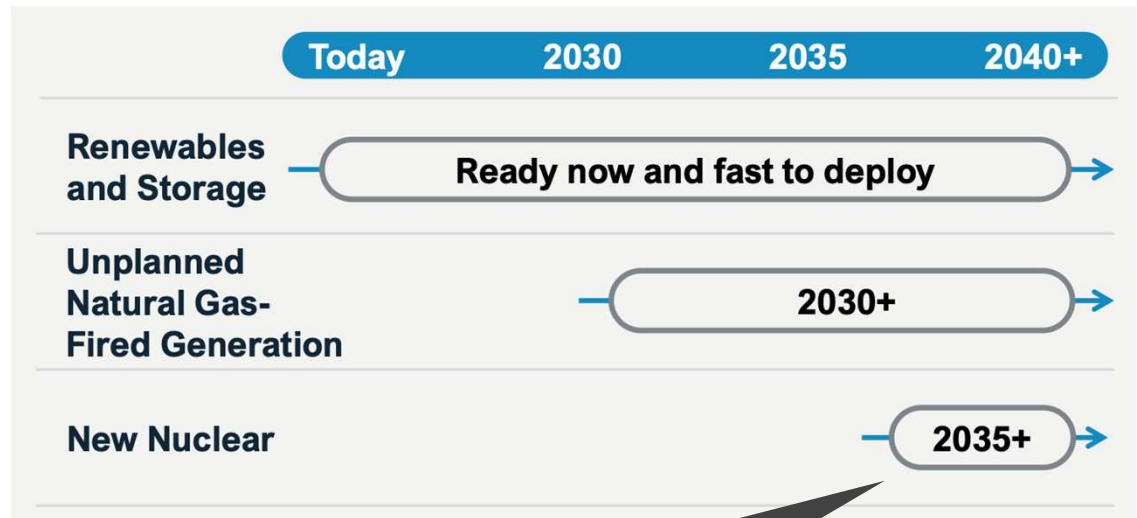 Today 2030 2035 2040+
Renewables
and Storage
Ready now and fast to deploy
Unplanned
Natural Gas-
Fired Generation
2030+
New Nuclear
2035+